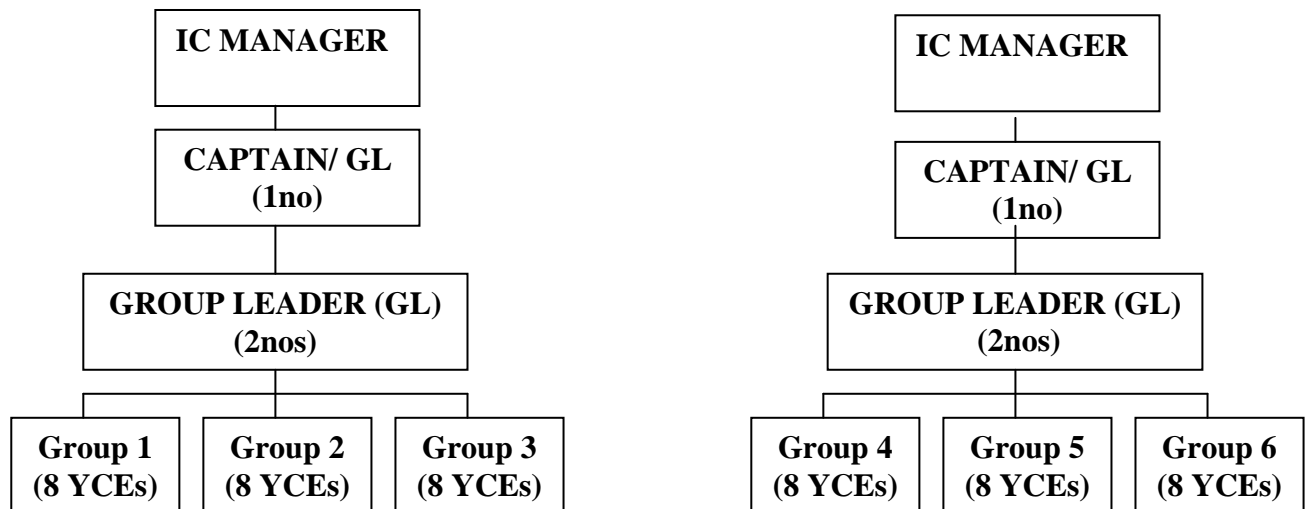 IC MANAGER
CAPTAIN/ GL
(1no)
GROUP LEADER (GL)
(2nos)
Group 1
(8 YCEs)
Group 2
(8 YCEs)
Group 3
(8 YCEs)
IC MANAGER
CAPTAIN/ GL
(1no)
GROUP LEADER (GL)
(2nos)
Group 4
(8 YCEs)
Group 5
(8 YCEs)
Group 6
(8 YCEs)